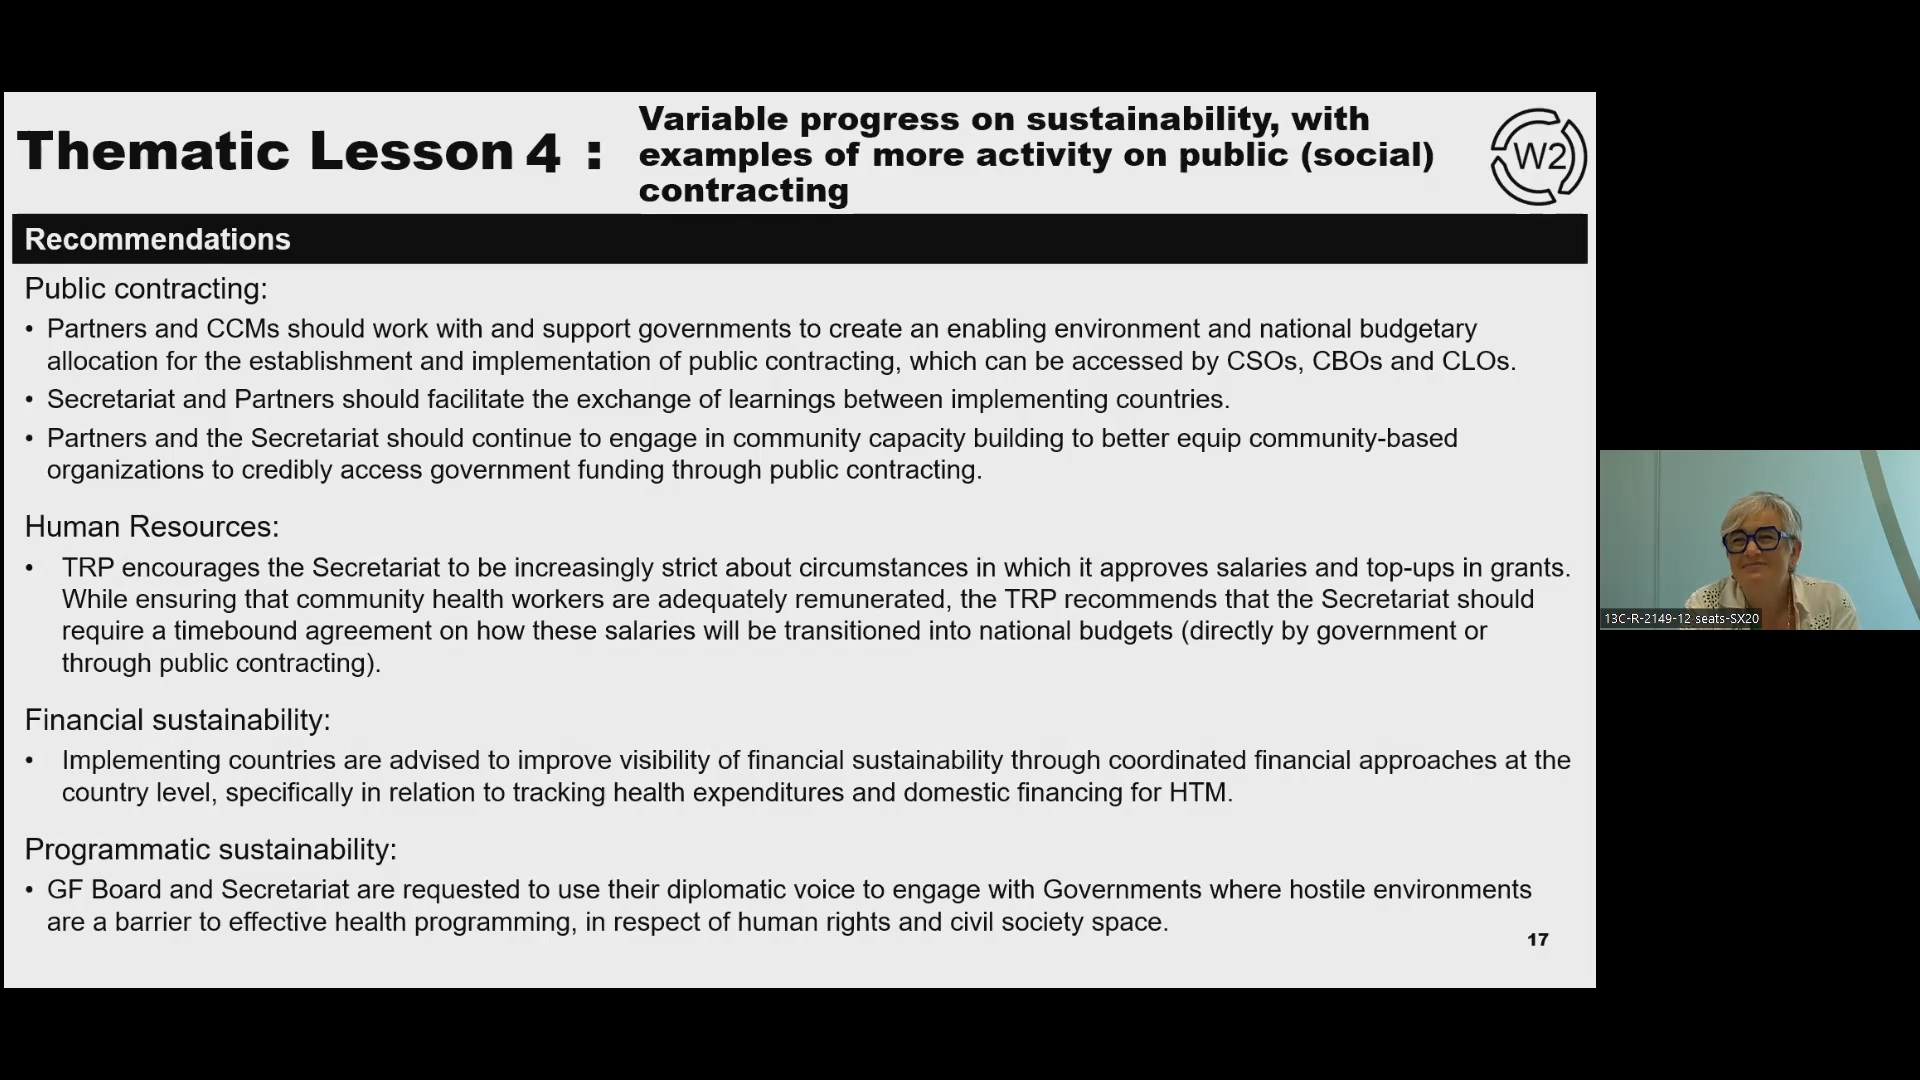 Thematic Lesson 4 :
Variable progress on sustainability, with
examples of more activity on public (social)
contracting
W2
Recommendations
Public contracting:
• Partners and CCMs should work with and support governments to create an enabling environment and national budgetary
allocation for the establishment and implementation of public contracting, which can be accessed by CSOs, CBOs and CLOs.
• Secretariat and Partners should facilitate the exchange of learnings between implementing countries.
• Partners and the Secretariat should continue to engage in community capacity building to better equip community-based
organizations to credibly access government funding through public contracting.
Human Resources:
• TRP encourages the Secretariat to be increasingly strict about circumstances in which it approves salaries and top-ups in grants.
While ensuring that community health workers are adequately remunerated, the TRP recommends that the Secretariat should
require a timebound agreement on how these salaries will be transitioned into national budgets (directly by government or
through public contracting).
Financial sustainability:
• Implementing countries are advised to improve visibility of financial sustainability through coordinated financial approaches at the
country level, specifically in relation to tracking health expenditures and domestic financing for HTM.
Programmatic sustainability:
• GF Board and Secretariat are requested to use their diplomatic voice to engage with Governments where hostile environments
are a barrier to effective health programming, in respect of human rights and civil society space.
17
13C-R-2149-12 seats-SX20